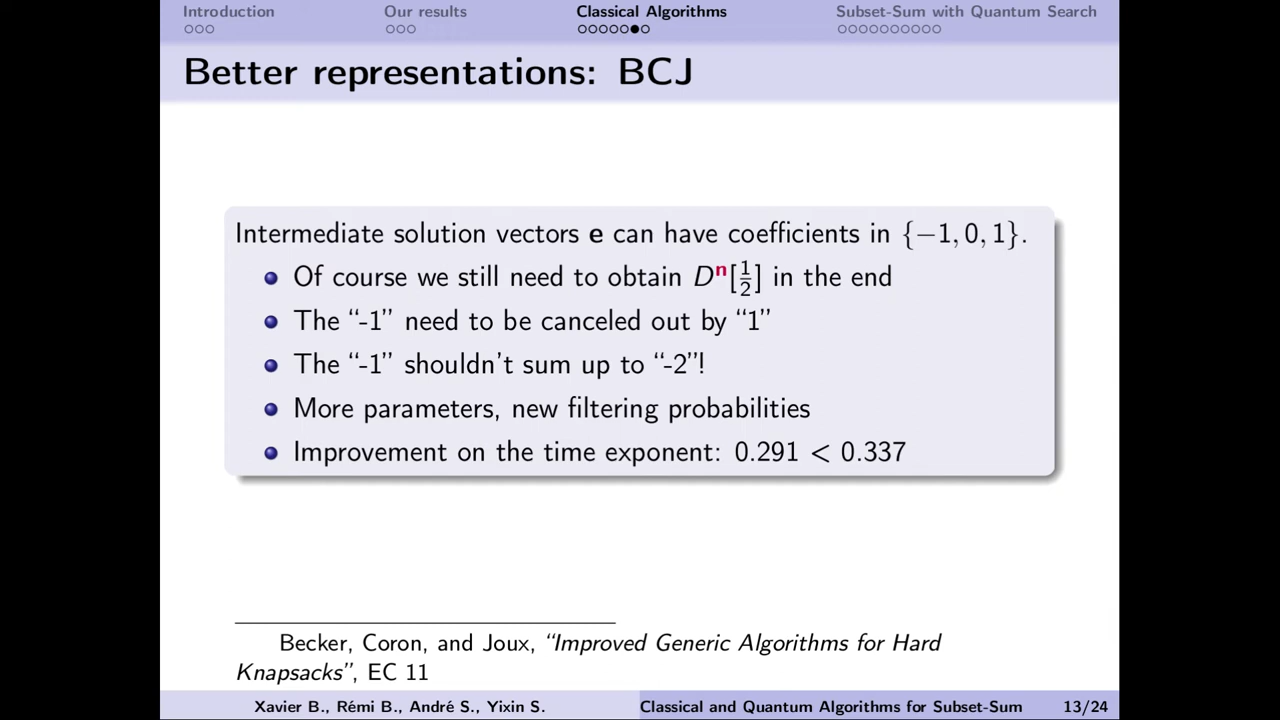 Introduction
Our results
Classical Algorithms
Subset-Sum with Quantum Search
Better representations: BCJ
Intermediate solution vectors e can have coefficients in {−1, 0, 1}.
Of course we still need to obtain Dⁿ[1/2] in the end
The “-1” need to be canceled out by “1”
The “-1” shouldn’t sum up to “-2”!
More parameters, new filtering probabilities
Improvement on the time exponent: 0.291 < 0.337
Becker, Coron, and Joux, “Improved Generic Algorithms for Hard
Knapsacks”, EC 11
Xavier B., Rémi B., André S., Yixin S.
Classical and Quantum Algorithms for Subset-Sum
13/24